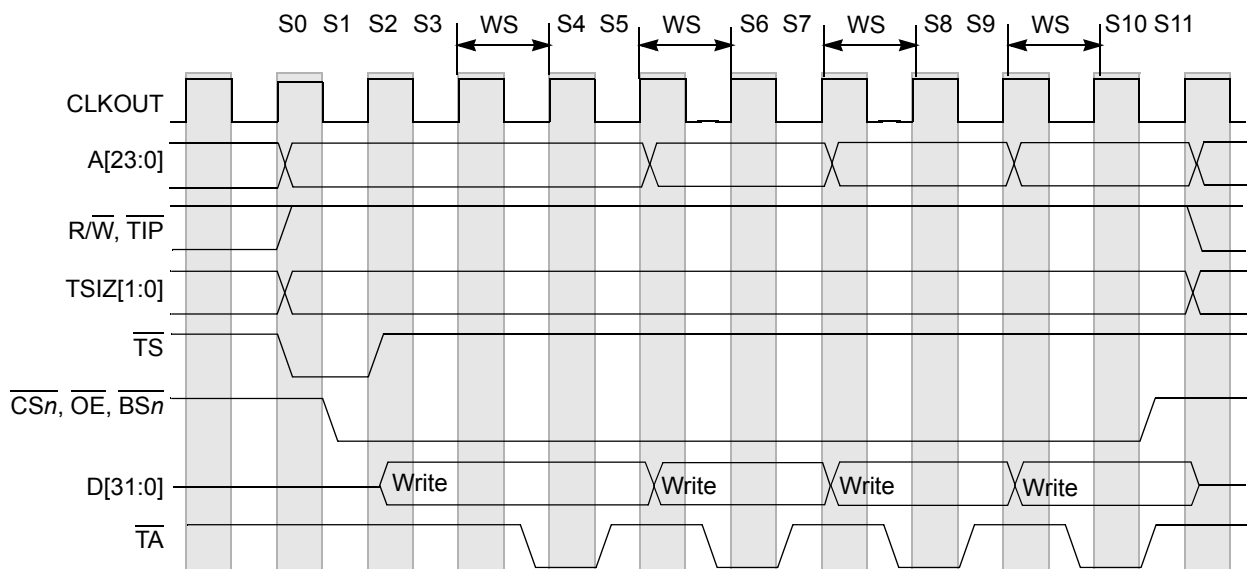 S0 S1 S2 S3 WS S4 S5 WS S6 S7 WS S8 S9 WS S10 S11
CLKOUT
A[23:0]
R/W, TIP
TSIZ[1:0]
TS
CSn, OE, BSn
D[31:0] Write Write Write Write
TA